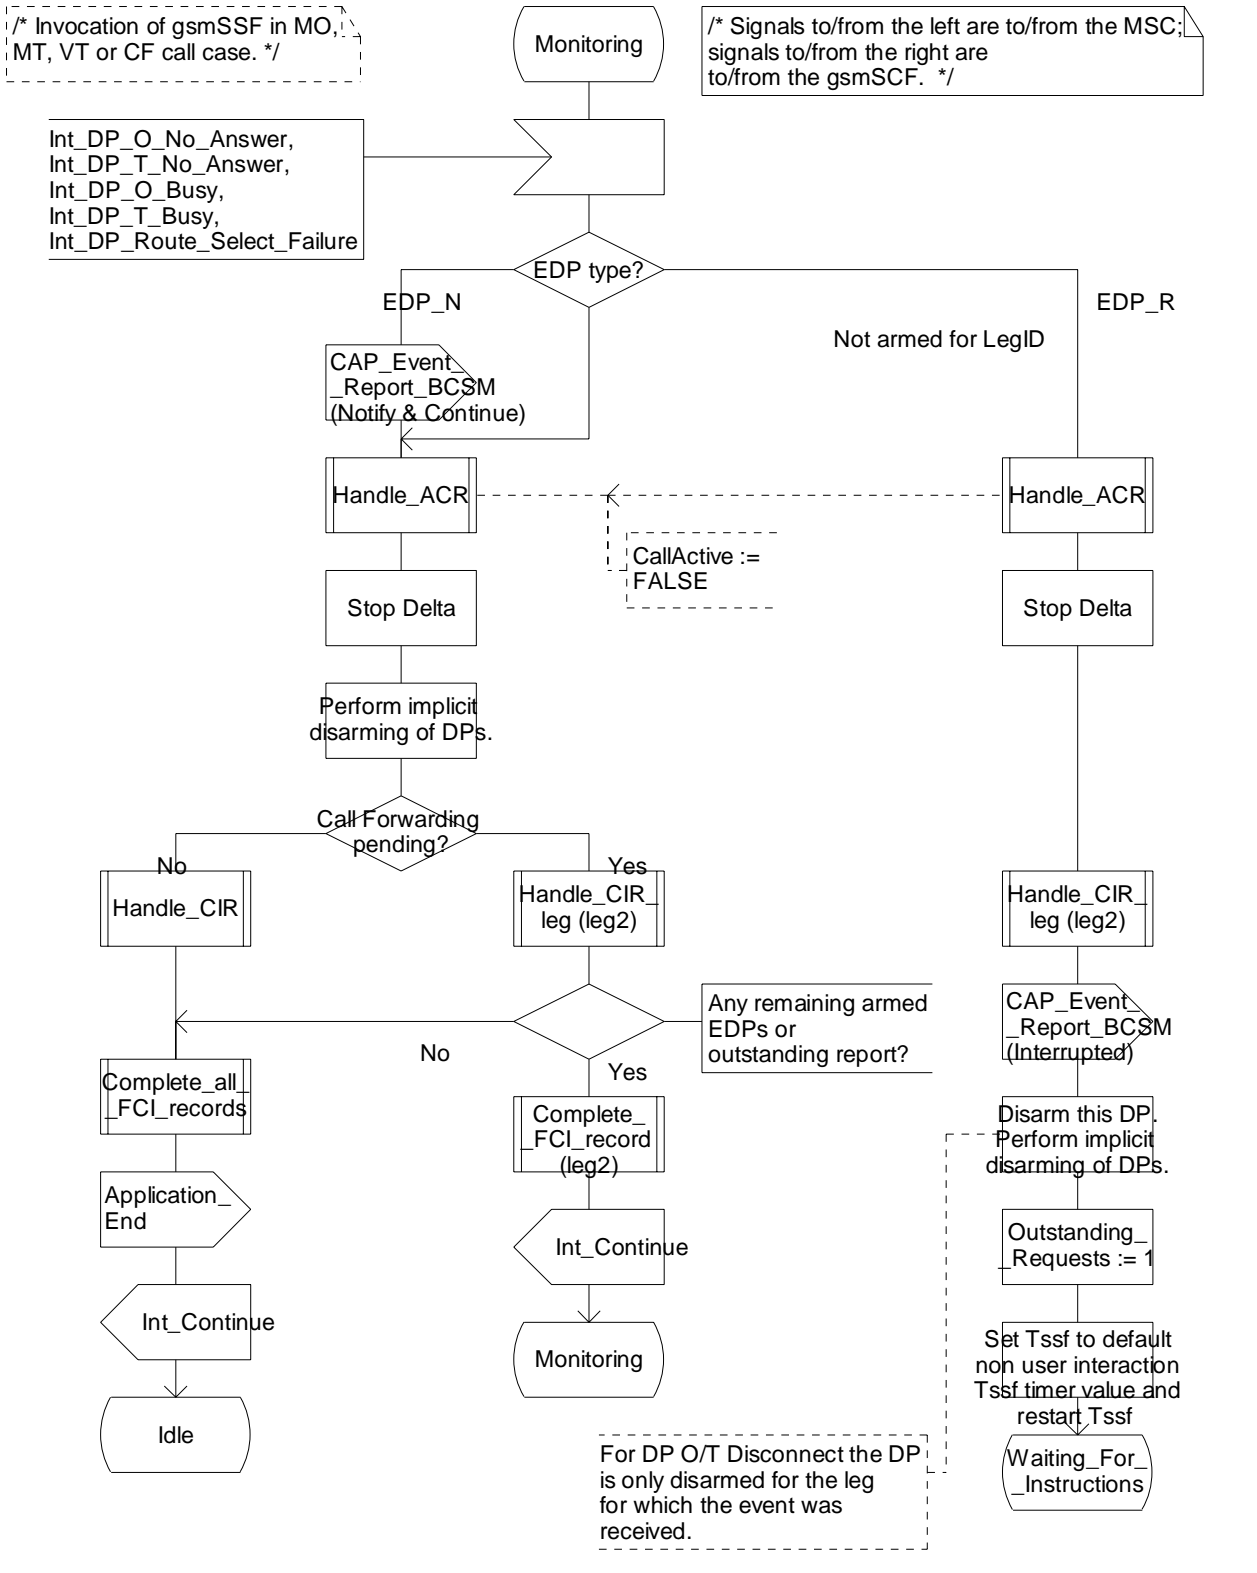 /* Invocation of gsmSSF in MO,
MT, VT or CF call case. */
Monitoring
/* Signals to/from the left are to/from the MSC;
signals to/from the right are
to/from the gsmSCF.  */
Int_DP_O_No_Answer,
Int_DP_T_No_Answer,
Int_DP_O_Busy,
Int_DP_T_Busy,
Int_DP_Route_Select_Failure
EDP type?
EDP_N
EDP_R
Not armed for LegID
CAP_Event_
_Report_BCSM
(Notify & Continue)
Handle_ACR
Handle_ACR
CallActive :=
FALSE
Stop Delta
Stop Delta
Perform implicit
disarming of DPs.
Call Forwarding
pending?
No
Yes
Handle_CIR
Handle_CIR_
leg (leg2)
Handle_CIR_
leg (leg2)
Any remaining armed
EDPs or
outstanding report?
CAP_Event_
_Report_BCSM
(Interrupted)
No
Yes
Complete_all_
_FCI_records
Complete_
_FCI_record
(leg2)
Disarm this DP.
Perform implicit
disarming of DPs.
Application_
End
Int_Continue
Outstanding_
_Requests := 1
Int_Continue
Monitoring
Set Tssf to default
non user interaction
Tssf timer value and
restart Tssf
Idle
For DP O/T Disconnect the DP
is only disarmed for the leg
for which the event was
received.
Waiting_For_
_Instructions